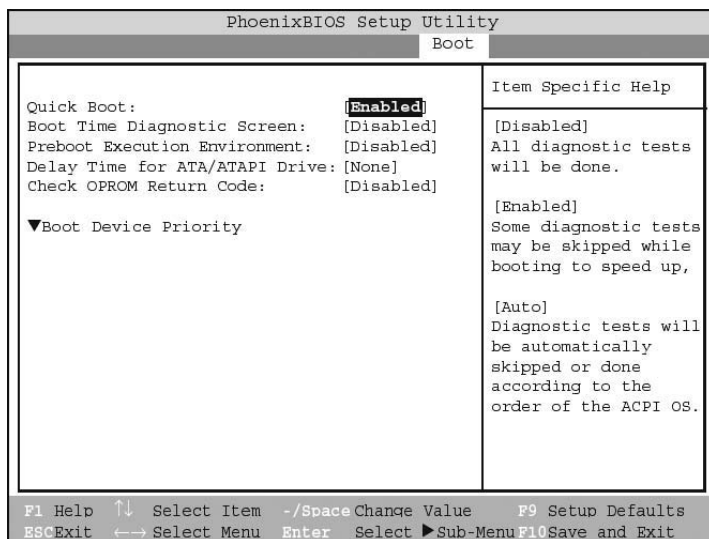 PhoenixBIOS Setup Utility
Boot
Quick Boot: [Enabled]
Boot Time Diagnostic Screen: [Disabled]
Preboot Execution Environment: [Disabled]
Delay Time for ATA/ATAPI Drive: [None]
Check OPROM Return Code: [Disabled]
▼Boot Device Priority
Item Specific Help
[Disabled]
All diagnostic tests
will be done.
[Enabled]
Some diagnostic tests
may be skipped while
booting to speed up,
[Auto]
Diagnostic tests will
be automatically
skipped or done
according to the
order of the ACPI OS.
F1 Help ↑↓ Select Item -/Space Change Value F9 Setup Defaults
ESC Exit ←→ Select Menu Enter Select ▶Sub-Menu F10 Save and Exit